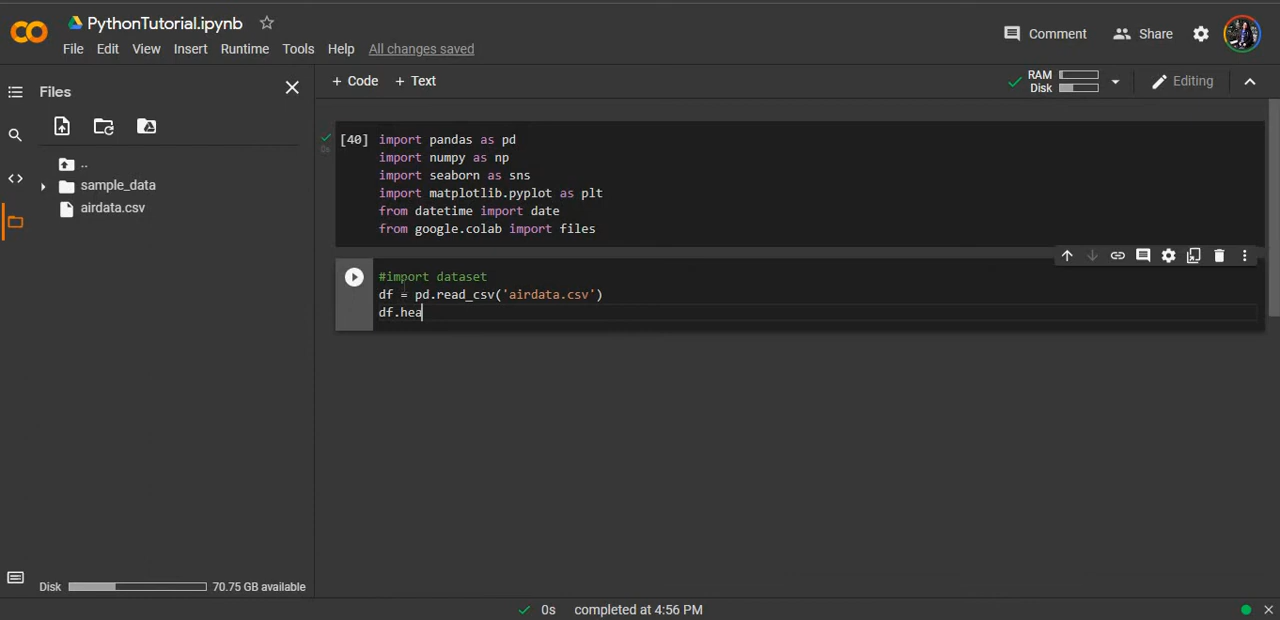 PythonTutorial.ipynb
File Edit View Insert Runtime Tools Help All changes saved
Comment Share
Files
+ Code + Text
RAM
Disk
Editing
..
sample_data
airdata.csv
[40] import pandas as pd
0s
import numpy as np
import seaborn as sns
import matplotlib.pyplot as plt
from datetime import date
from google.colab import files
#import dataset
df = pd.read_csv('airdata.csv')
df.hea
Disk 70.75 GB available
0s completed at 4:56 PM